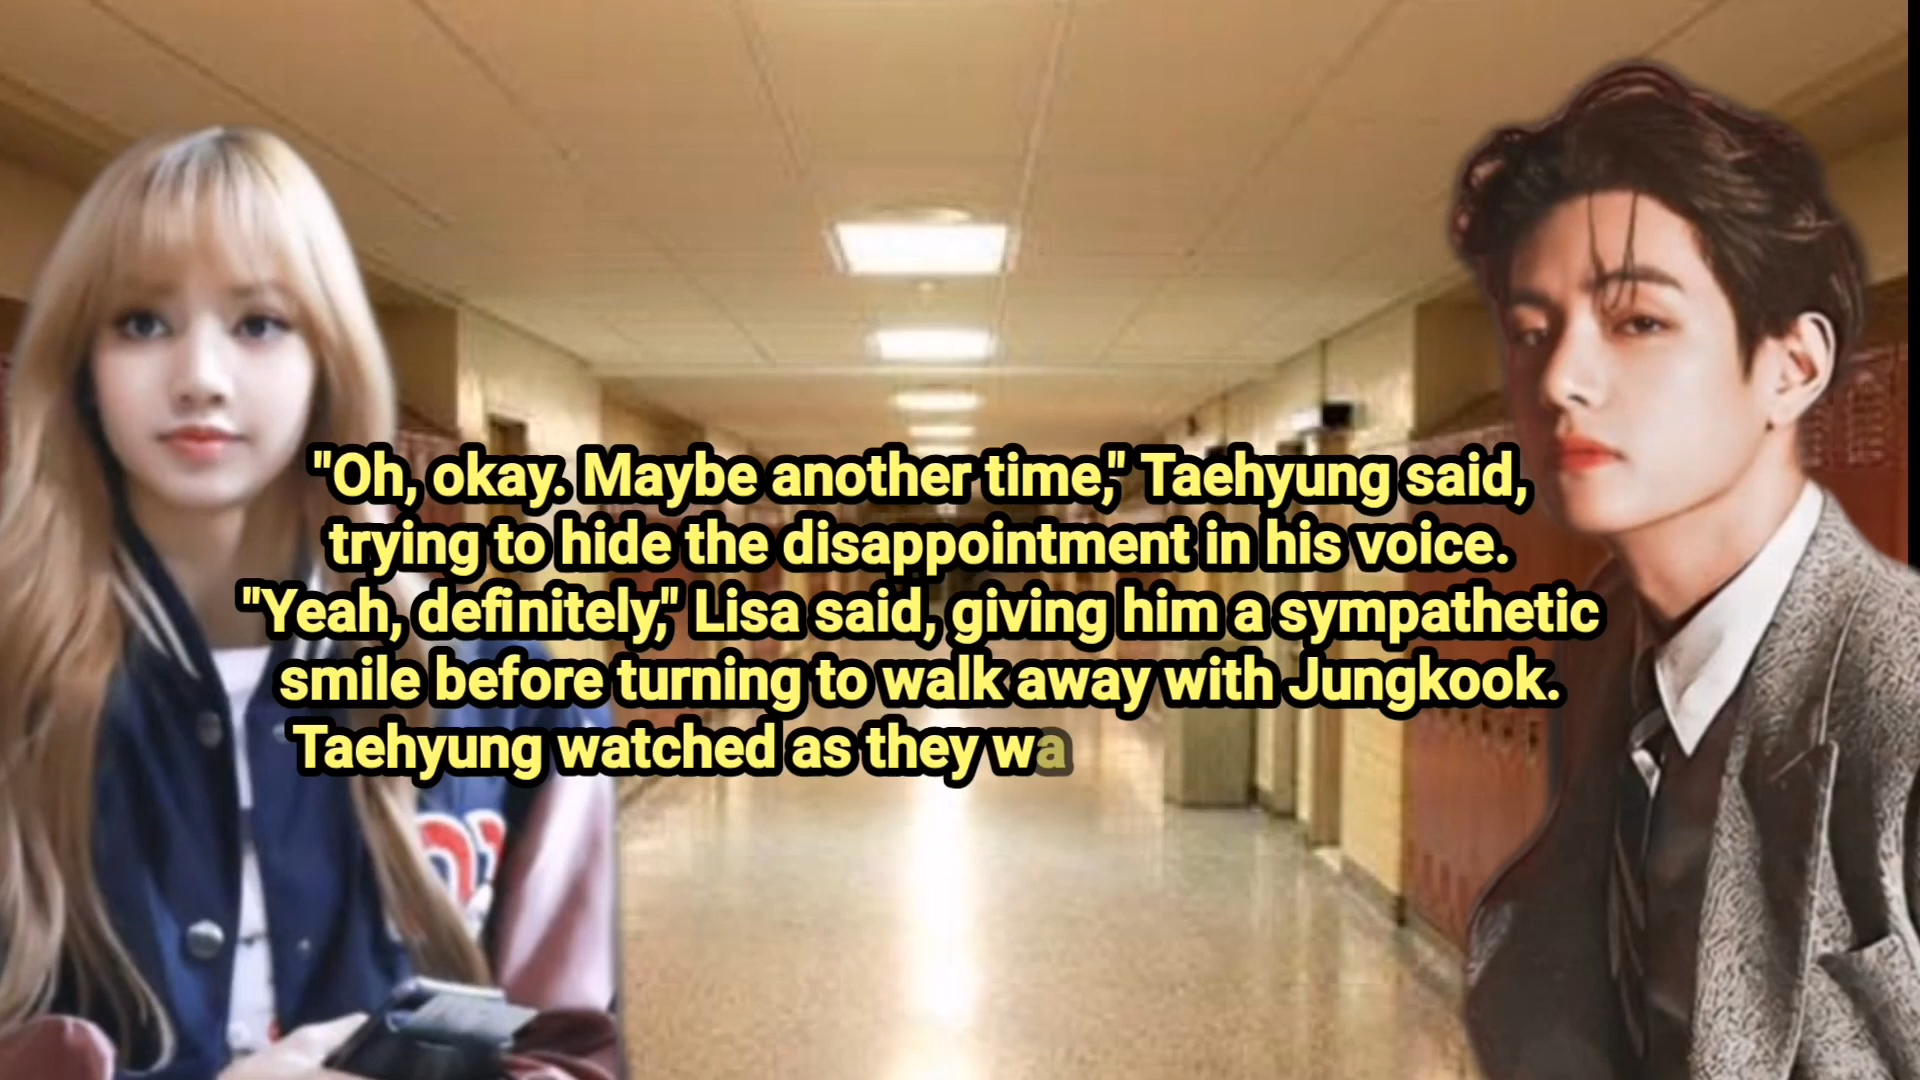 "Oh, okay. Maybe another time," Taehyung said,
trying to hide the disappointment in his voice.
"Yeah, definitely," Lisa said, giving him a sympathetic
smile before turning to walk away with Jungkook.
Taehyung watched as they wa